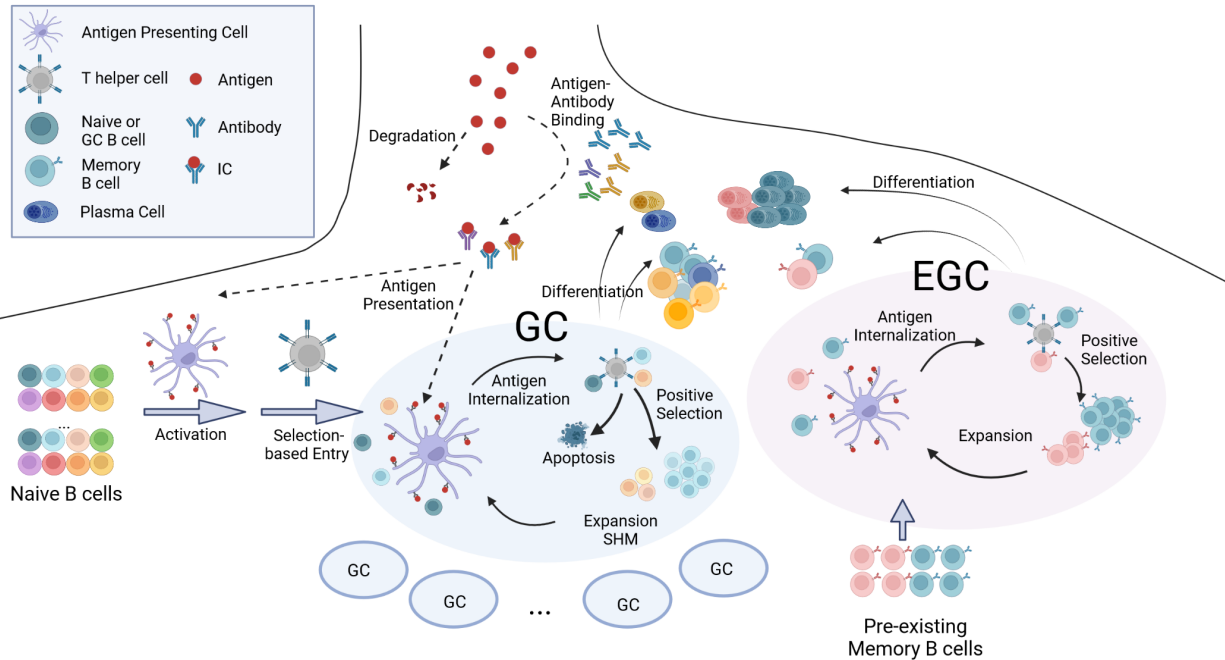 Antigen Presenting Cell
T helper cell
Antigen
Naive or
GC B cell
Antibody
Memory
B cell
IC
Plasma Cell
Degradation
Antigen-
Antibody
Binding
Differentiation
Antigen
Presentation
Differentiation
GC
EGC
Antigen
Internalization
Positive
Selection
Antigen
Internalization
Positive
Selection
...
Activation
Selection-
based Entry
Naive B cells
Apoptosis
Expansion
Expansion
SHM
GC
GC
...
GC
GC
Pre-existing
Memory B cells